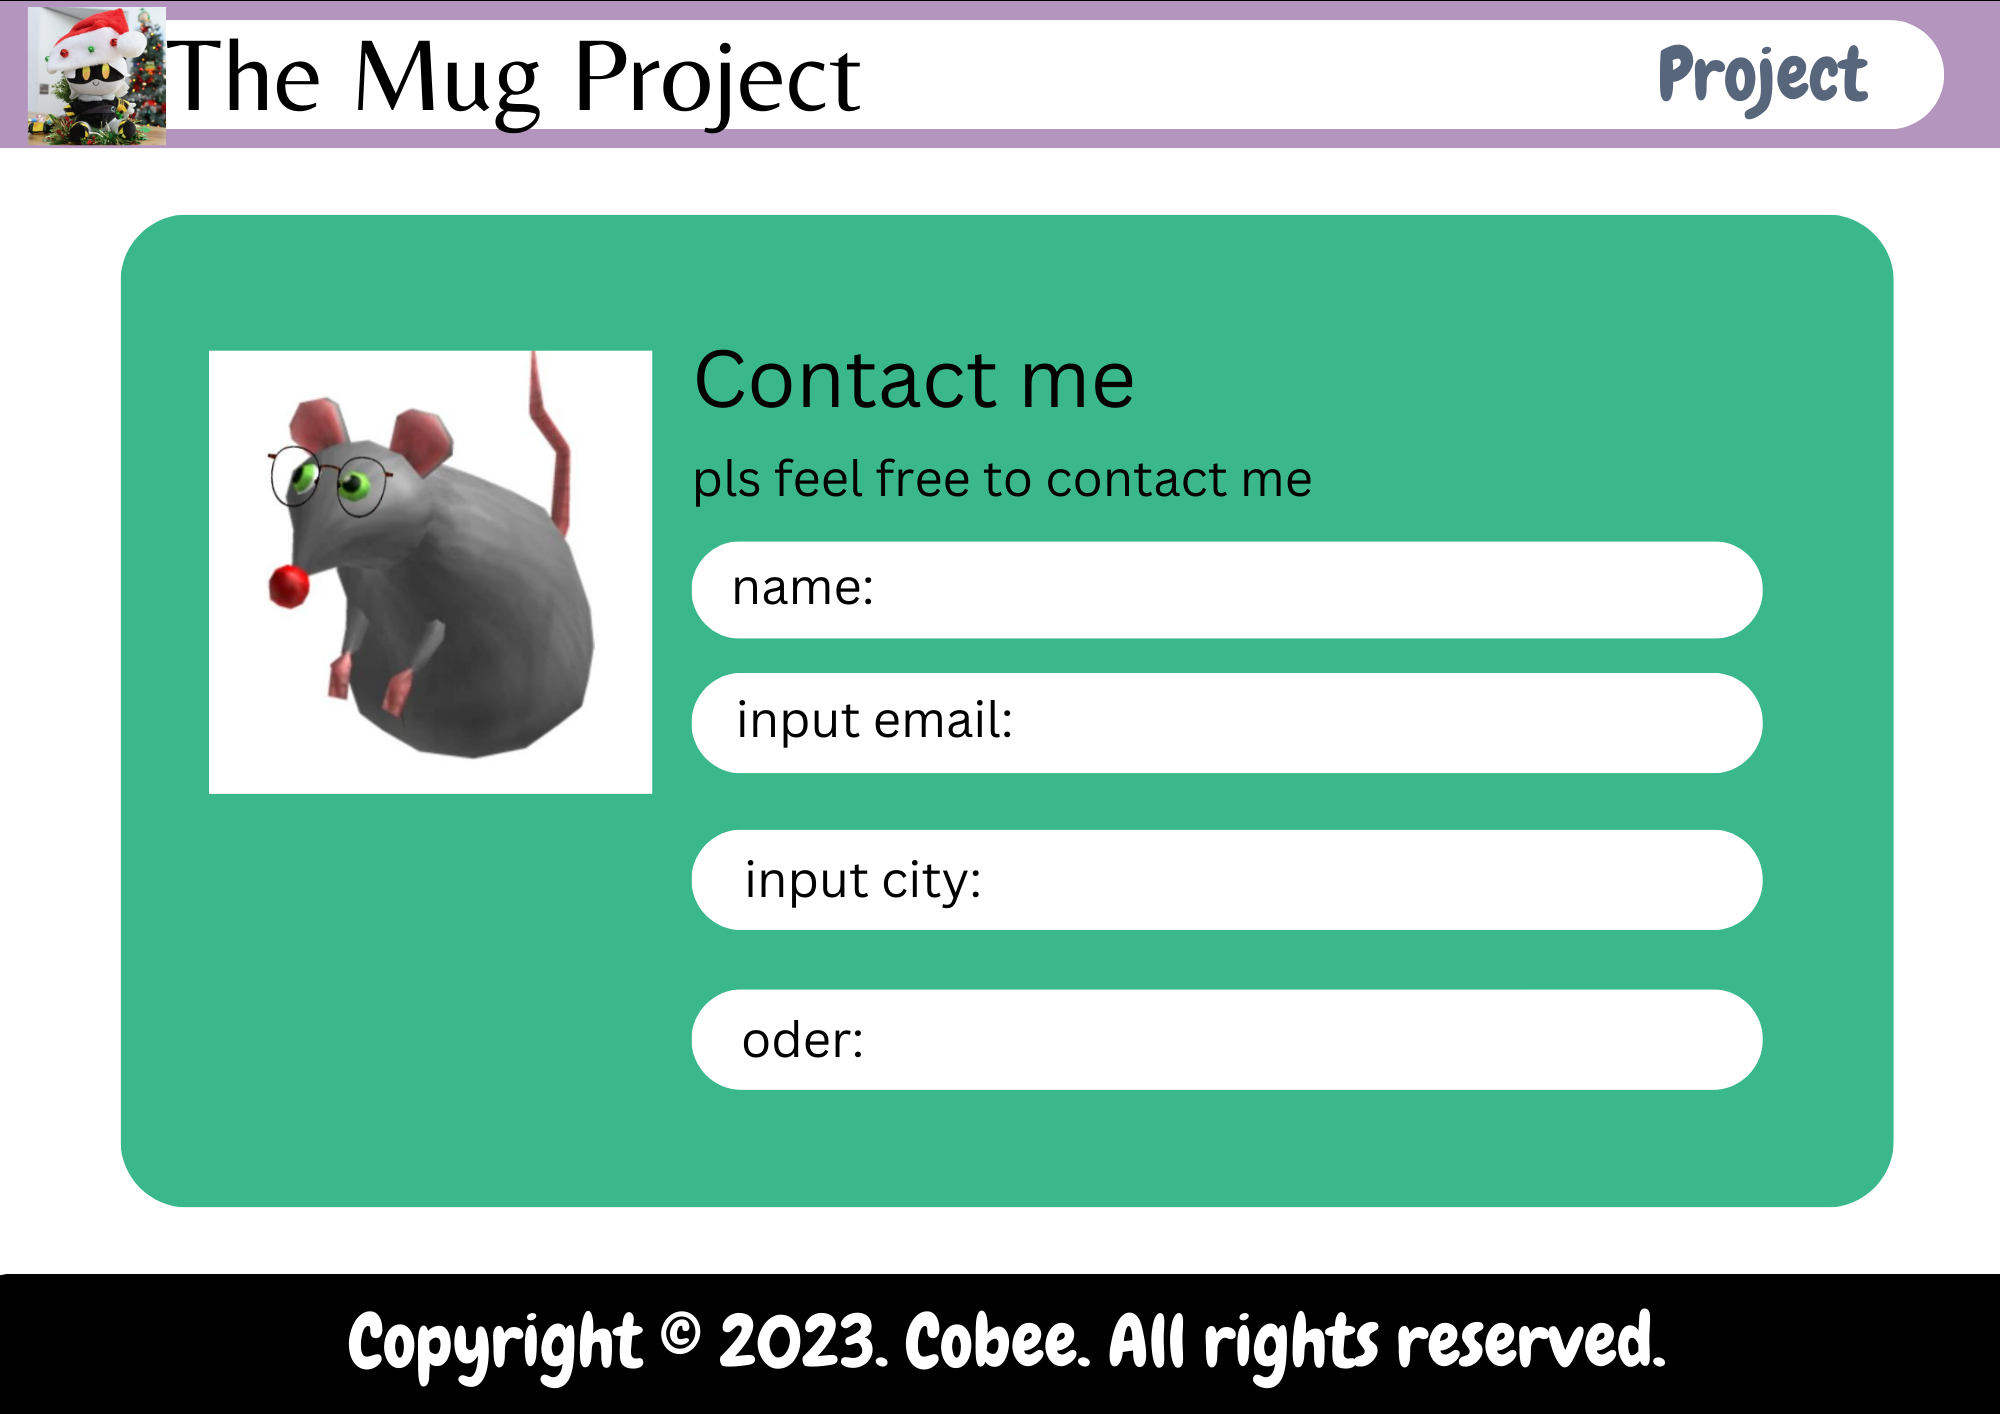 The Mug Project
Project
Contact me
pls feel free to contact me
name:
input email:
input city:
oder:
Copyright © 2023. Cobee. All rights reserved.